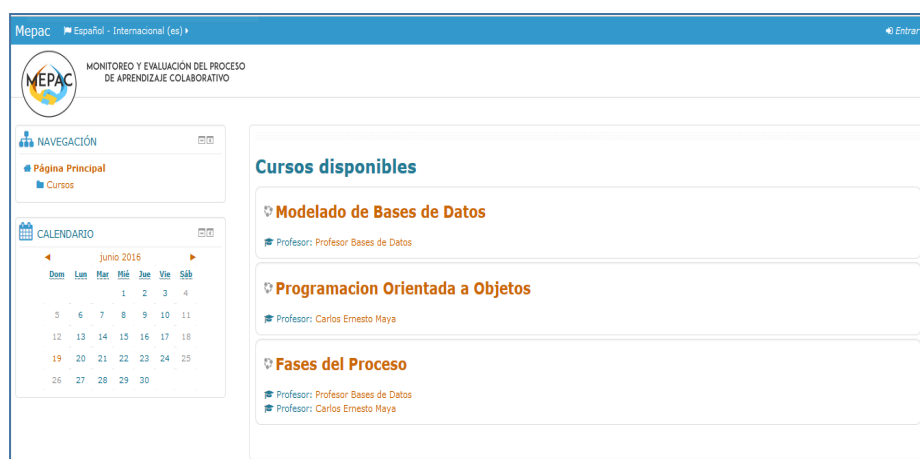 Mepac Español - Internacional (es) Entrar
MEPAC
MONITOREO Y EVALUACIÓN DEL PROCESO
DE APRENDIZAJE COLABORATIVO
NAVEGACIÓN
Página Principal
Cursos
CALENDARIO
junio 2016
Dom Lun Mar Mié Jue Vie Sáb
1 2 3 4
5 6 7 8 9 10 11
12 13 14 15 16 17 18
19 20 21 22 23 24 25
26 27 28 29 30
Cursos disponibles
Modelado de Bases de Datos
Profesor: Profesor Bases de Datos
Programacion Orientada a Objetos
Profesor: Carlos Ernesto Maya
Fases del Proceso
Profesor: Profesor Bases de Datos
Profesor: Carlos Ernesto Maya